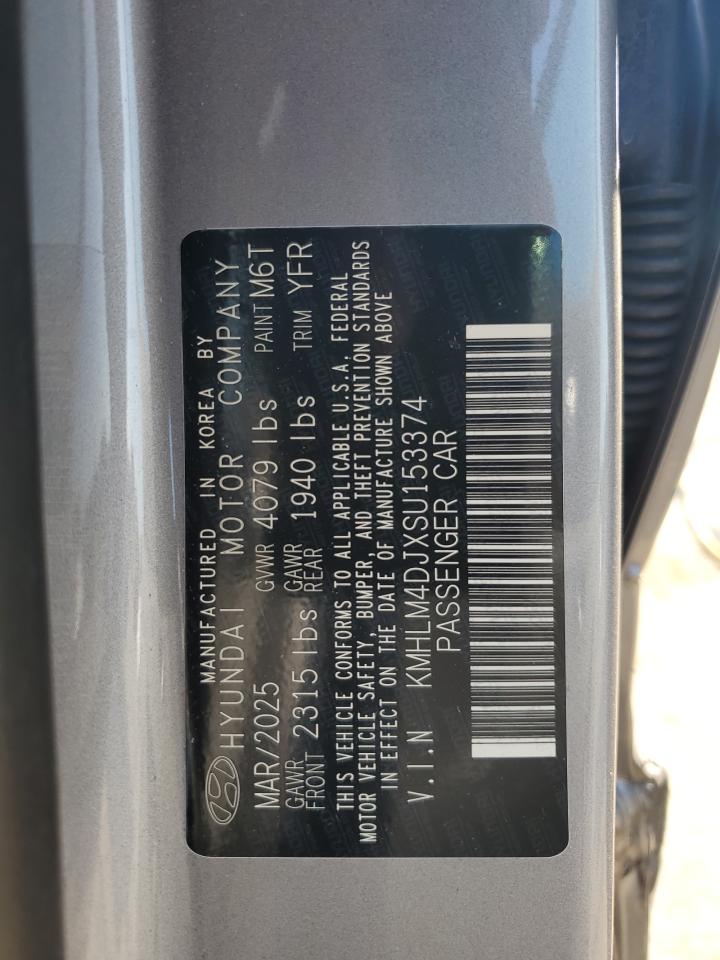 MANUFACTURED IN KOREA BY
HYUNDAI MOTOR COMPANY
MAR/2025 GVWR 4079 lbs PAINT M6T
GAWR FRONT 2315 lbs GAWR REAR 1940 lbs TRIM YFR
THIS VEHICLE CONFORMS TO ALL APPLICABLE U.S.A. FEDERAL
MOTOR VEHICLE SAFETY, BUMPER, AND THEFT PREVENTION STANDARDS
IN EFFECT ON THE DATE OF MANUFACTURE SHOWN ABOVE
V.I.N KMHLM4DJXSU153374
PASSENGER CAR